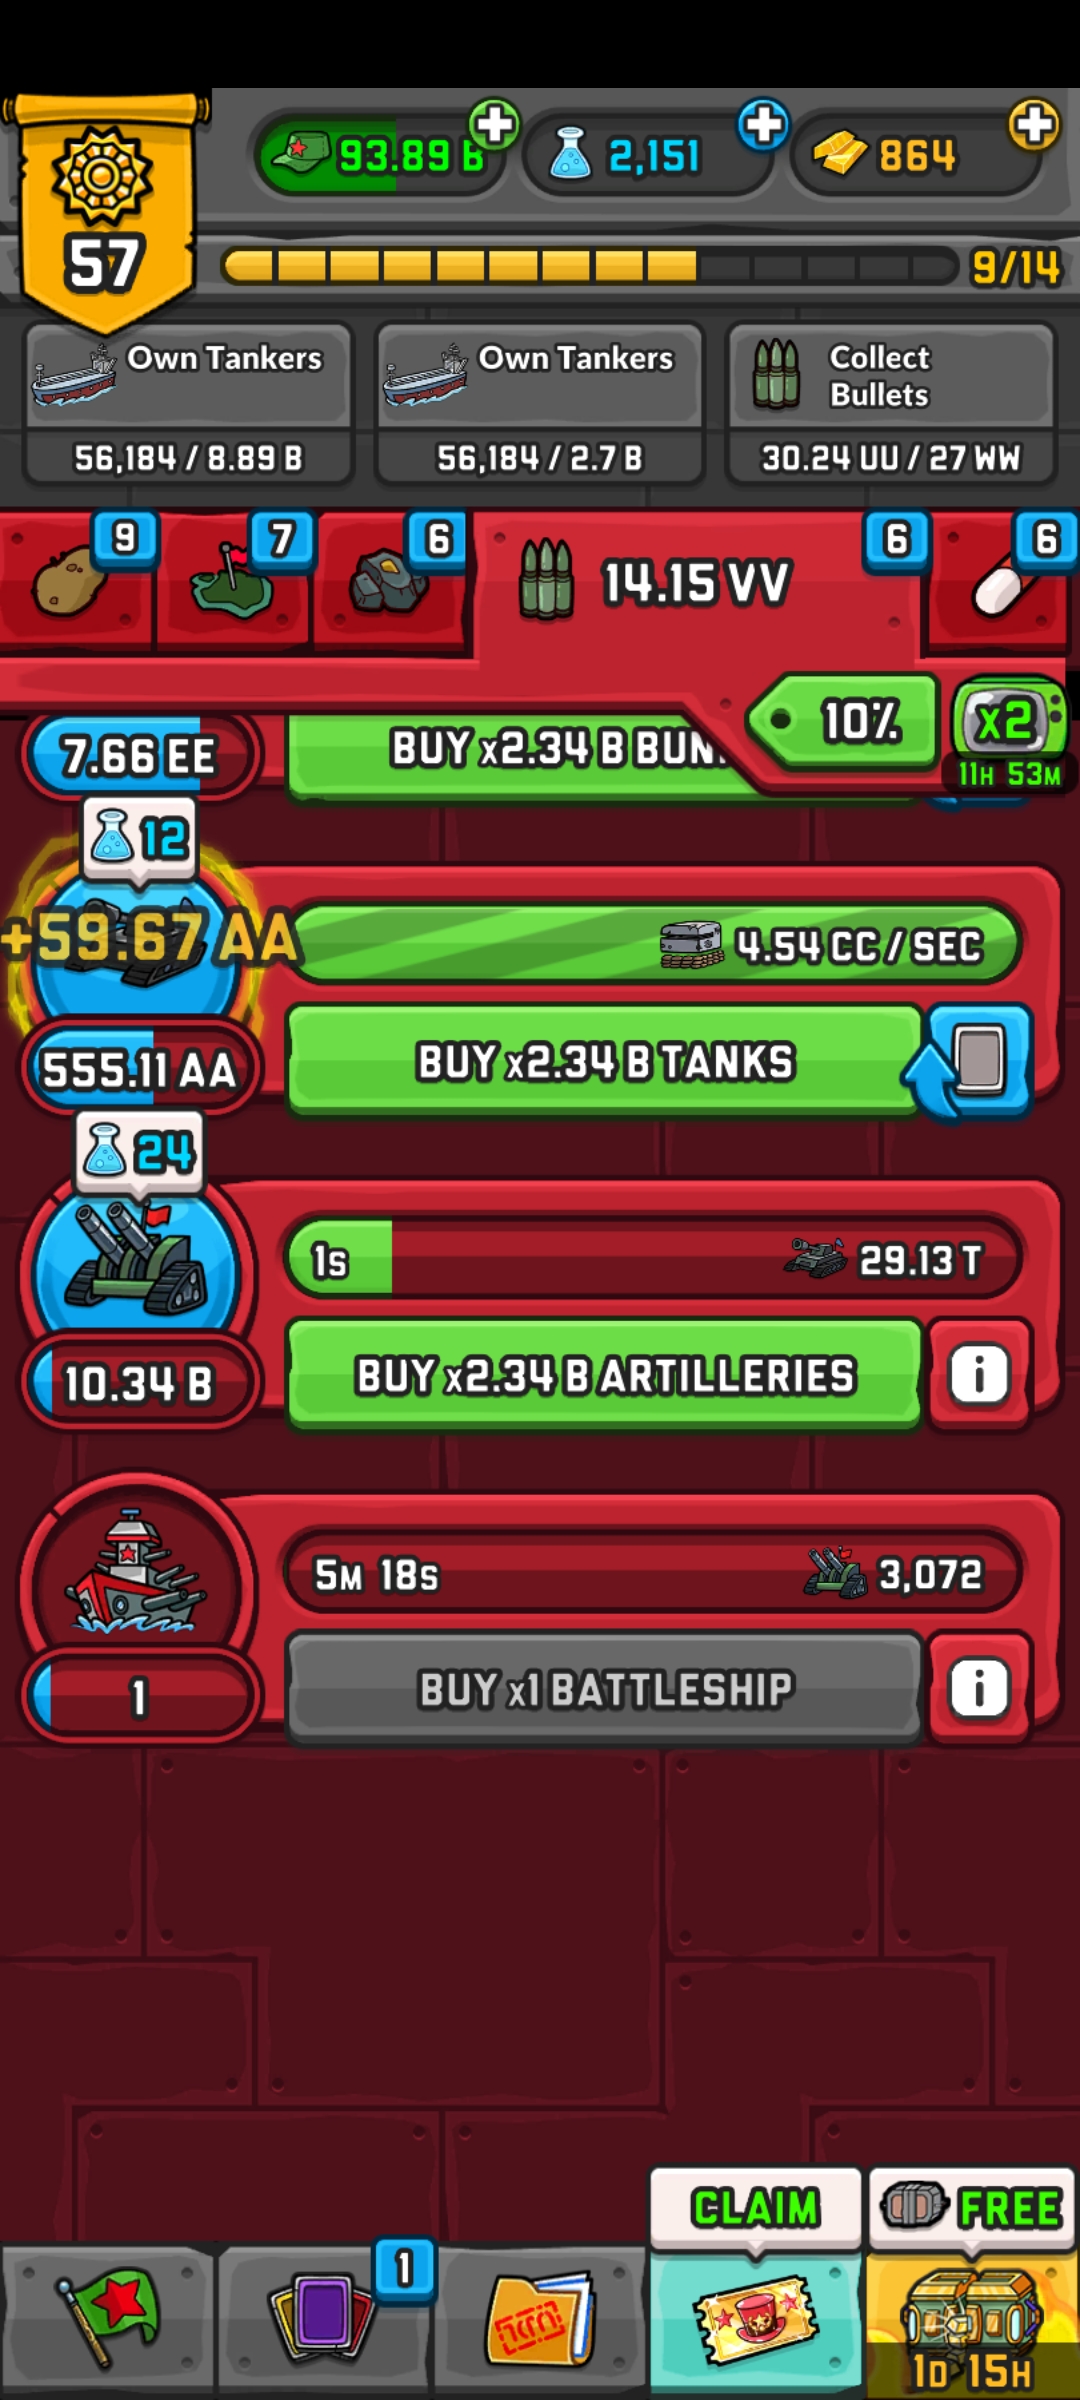 93.89 B
2,151
864
57
9/14
Own Tankers
56,184 / 8.89 B
Own Tankers
56,184 / 2.7 B
Collect
Bullets
30.24 UU / 27 WW
9
7
6
14.15 VV
6
6
10%
x2
11H 53M
7.66 EE
BUY x2.34 B BUN
12
+59.67 AA
4.54 CC / SEC
555.11 AA
BUY x2.34 B TANKS
24
1S
29.13 T
10.34 B
BUY x2.34 B ARTILLERIES
i
5M 18S
3,072
1
BUY x1 BATTLESHIP
i
CLAIM
FREE
1
1D 15H